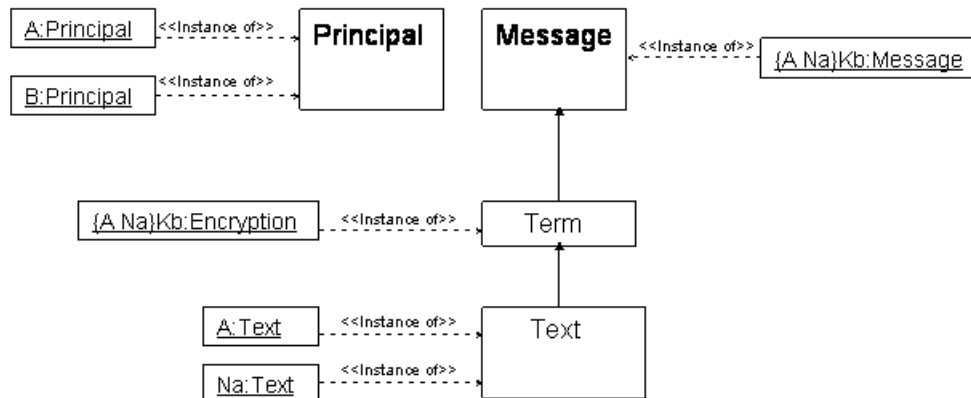 A:Principal
<<Instance of>>
Principal
Message
<<Instance of>>
{A Na}Kb:Message
B:Principal
<<Instance of>>
{A Na}Kb:Encryption
<<Instance of>>
Term
A:Text
<<Instance of>>
Text
Na:Text
<<Instance of>>